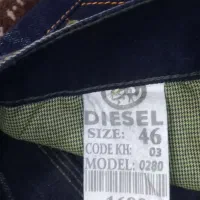 DIESEL
SIZE: 46
CODE KH: 03
MODEL: 0280